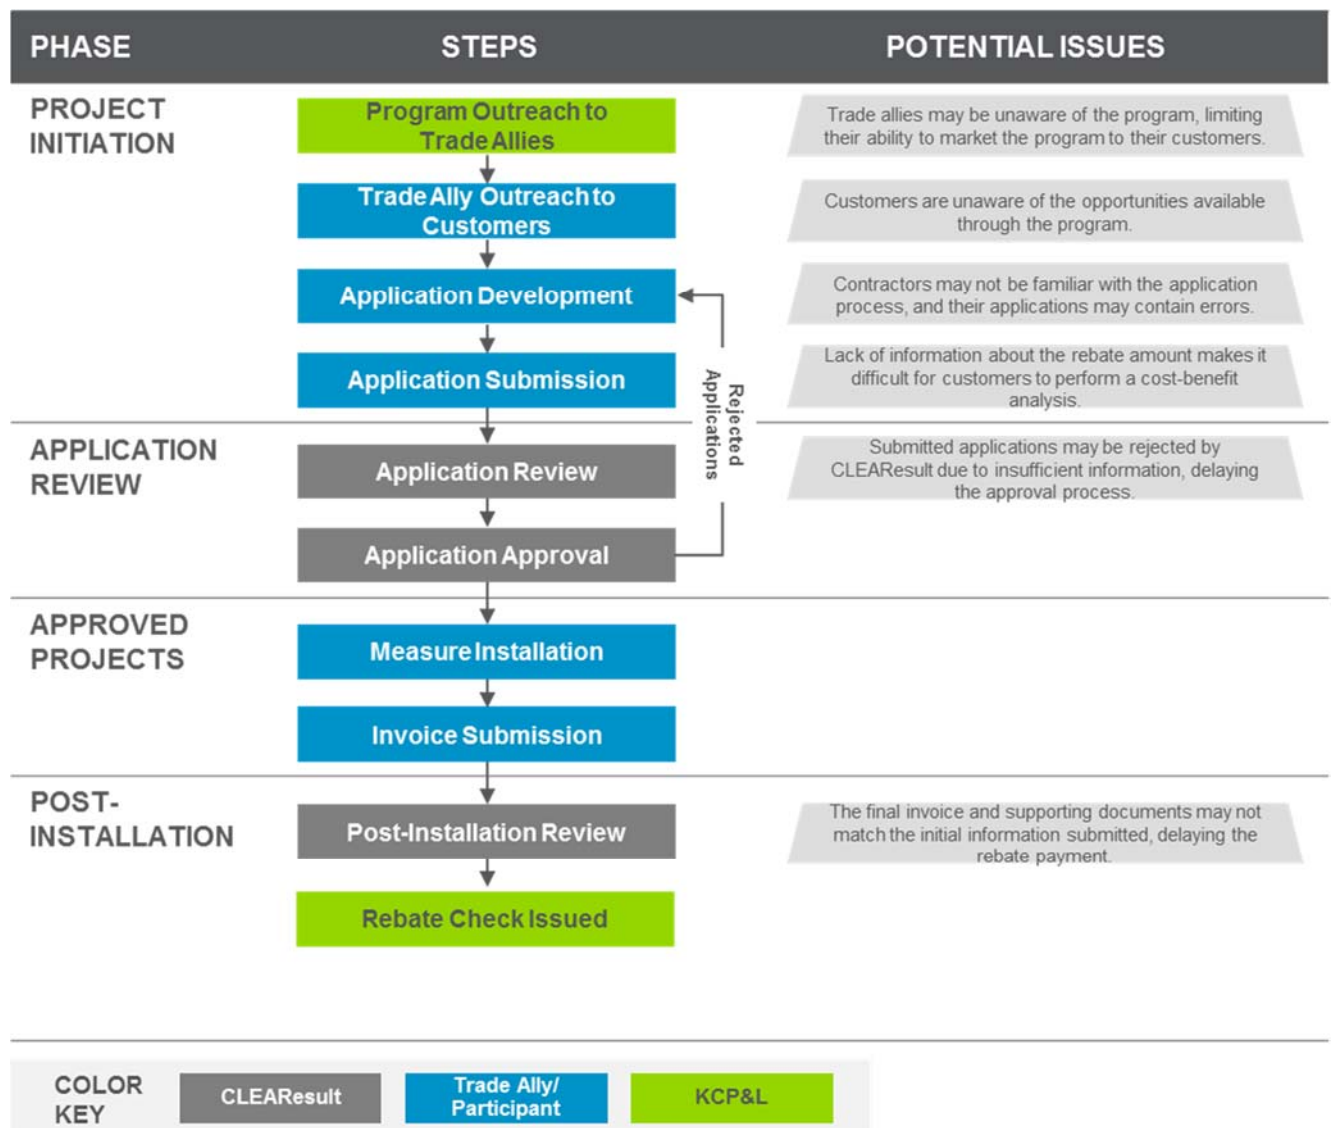 PHASE
STEPS
POTENTIAL ISSUES
PROJECT
INITIATION
Program Outreach to
Trade Allies
Trade allies may be unaware of the program, limiting
their ability to market the program to their customers.
Trade Ally Outreach to
Customers
Customers are unaware of the opportunities available
through the program.
Application Development
Contractors may not be familiar with the application
process, and their applications may contain errors.
Application Submission
Lack of information about the rebate amount makes it
difficult for customers to perform a cost-benefit
analysis.
Rejected
Applications
APPLICATION
REVIEW
Application Review
Submitted applications may be rejected by
CLEAResult due to insufficient information, delaying
the approval process.
Application Approval
APPROVED
PROJECTS
Measure Installation
Invoice Submission
POST-
INSTALLATION
Post-Installation Review
The final invoice and supporting documents may not
match the initial information submitted, delaying the
rebate payment.
Rebate Check Issued
COLOR
KEY
CLEAResult
Trade Ally/
Participant
KCP&L